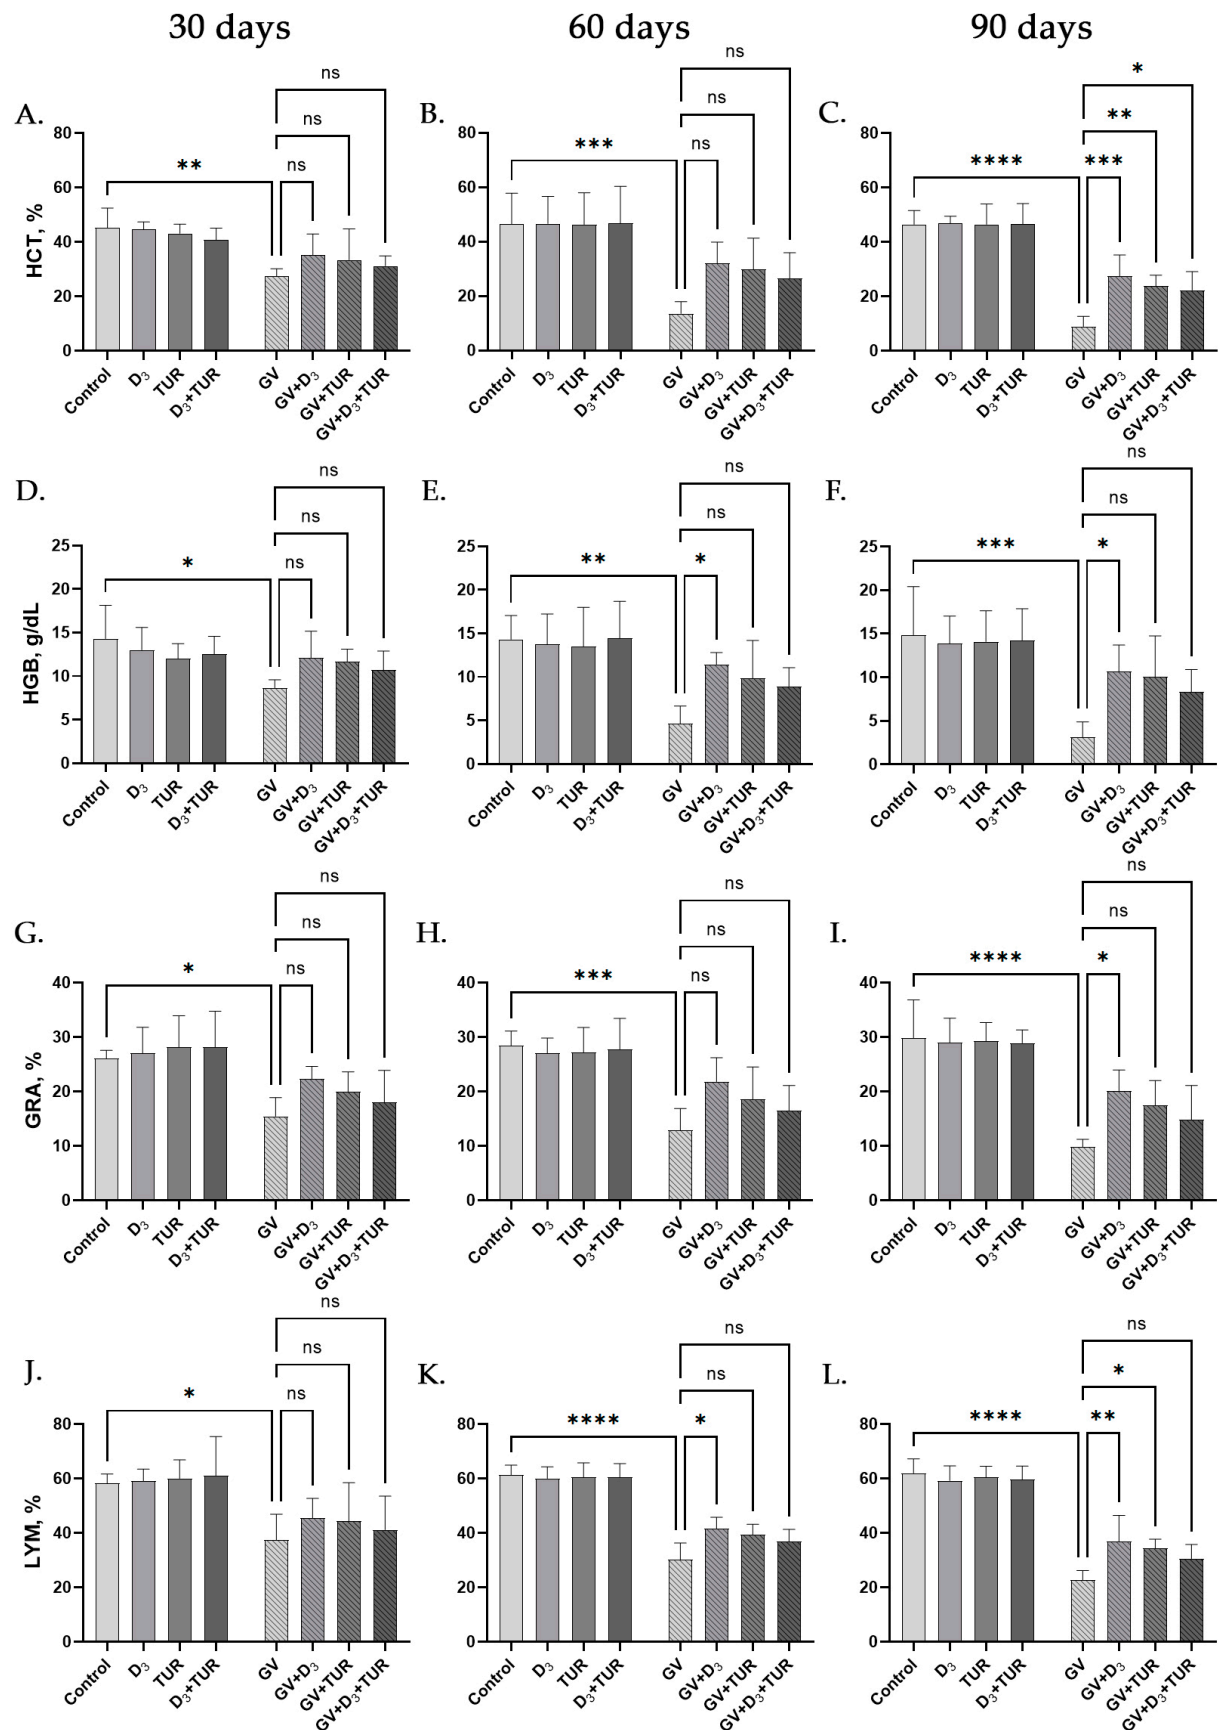 30 days 60 days 90 days
A. ns ns ns **
B. ns ns ns ***
C. * ** *** ****
HCT, %
80 60 40 20 0
80 60 40 20 0
80 60 40 20 0
Control D₃ TUR D₃+TUR GV GV+D₃ GV+TUR GV+D₃+TUR
Control D₃ TUR D₃+TUR GV GV+D₃ GV+TUR GV+D₃+TUR
Control D₃ TUR D₃+TUR GV GV+D₃ GV+TUR GV+D₃+TUR
D. ns ns ns *
E. ns ns * **
F. ns ns * ***
HGB, g/dL
25 20 15 10 5 0
25 20 15 10 5 0
25 20 15 10 5 0
Control D₃ TUR D₃+TUR GV GV+D₃ GV+TUR GV+D₃+TUR
Control D₃ TUR D₃+TUR GV GV+D₃ GV+TUR GV+D₃+TUR
Control D₃ TUR D₃+TUR GV GV+D₃ GV+TUR GV+D₃+TUR
G. ns ns ns *
H. ns ns ns ***
I. ns ns * ****
GRA, %
40 30 20 10 0
40 30 20 10 0
40 30 20 10 0
Control D₃ TUR D₃+TUR GV GV+D₃ GV+TUR GV+D₃+TUR
Control D₃ TUR D₃+TUR GV GV+D₃ GV+TUR GV+D₃+TUR
Control D₃ TUR D₃+TUR GV GV+D₃ GV+TUR GV+D₃+TUR
J. ns ns ns *
K. ns ns * ****
L. ns * ** ****
LYM, %
80 60 40 20 0
80 60 40 20 0
80 60 40 20 0
Control D₃ TUR D₃+TUR GV GV+D₃ GV+TUR GV+D₃+TUR
Control D₃ TUR D₃+TUR GV GV+D₃ GV+TUR GV+D₃+TUR
Control D₃ TUR D₃+TUR GV GV+D₃ GV+TUR GV+D₃+TUR